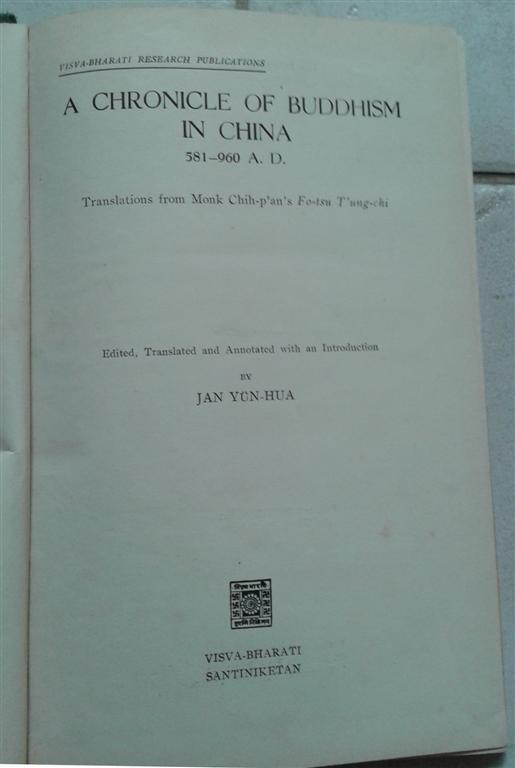 VISVA-BHARATI RESEARCH PUBLICATIONS
A CHRONICLE OF BUDDHISM
IN CHINA
581–960 A. D.
Translations from Monk Chih-p'an's Fo-tsu T'ung-chi
Edited, Translated and Annotated with an Introduction
BY
JAN YÜN-HUA
VISVA-BHARATI
SANTINIKETAN